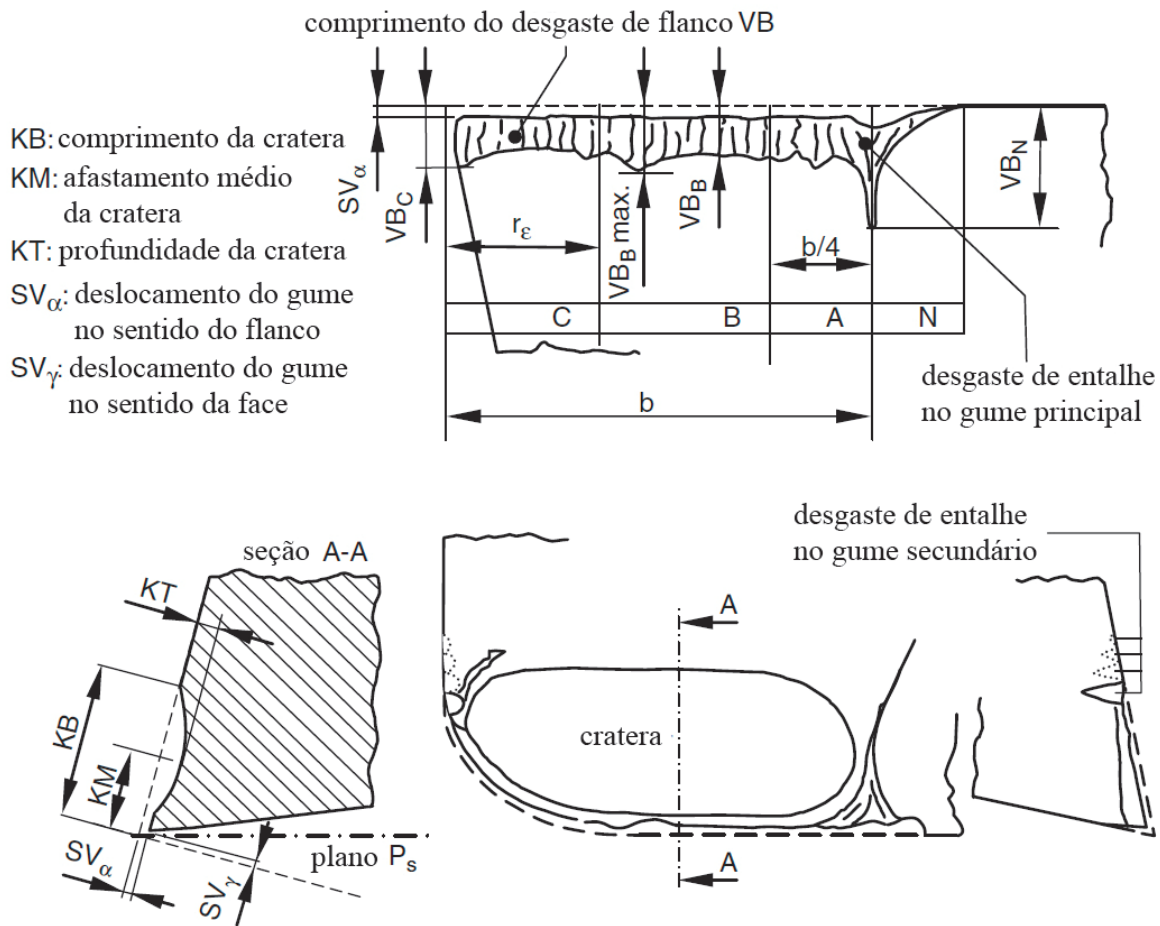 comprimento do desgaste de flanco VB
KB: comprimento da cratera
KM: afastamento médio
da cratera
KT: profundidade da cratera
SVα: deslocamento do gume
no sentido do flanco
SVγ: deslocamento do gume
no sentido da face
SVα
VBC
rε
VBB max.
VBB
b/4
VBN
C
B
A
N
b
desgaste de entalhe
no gume principal
desgaste de entalhe
no gume secundário
seção A-A
KT
KB
KM
SVα
SVγ
plano Ps
A
cratera
A